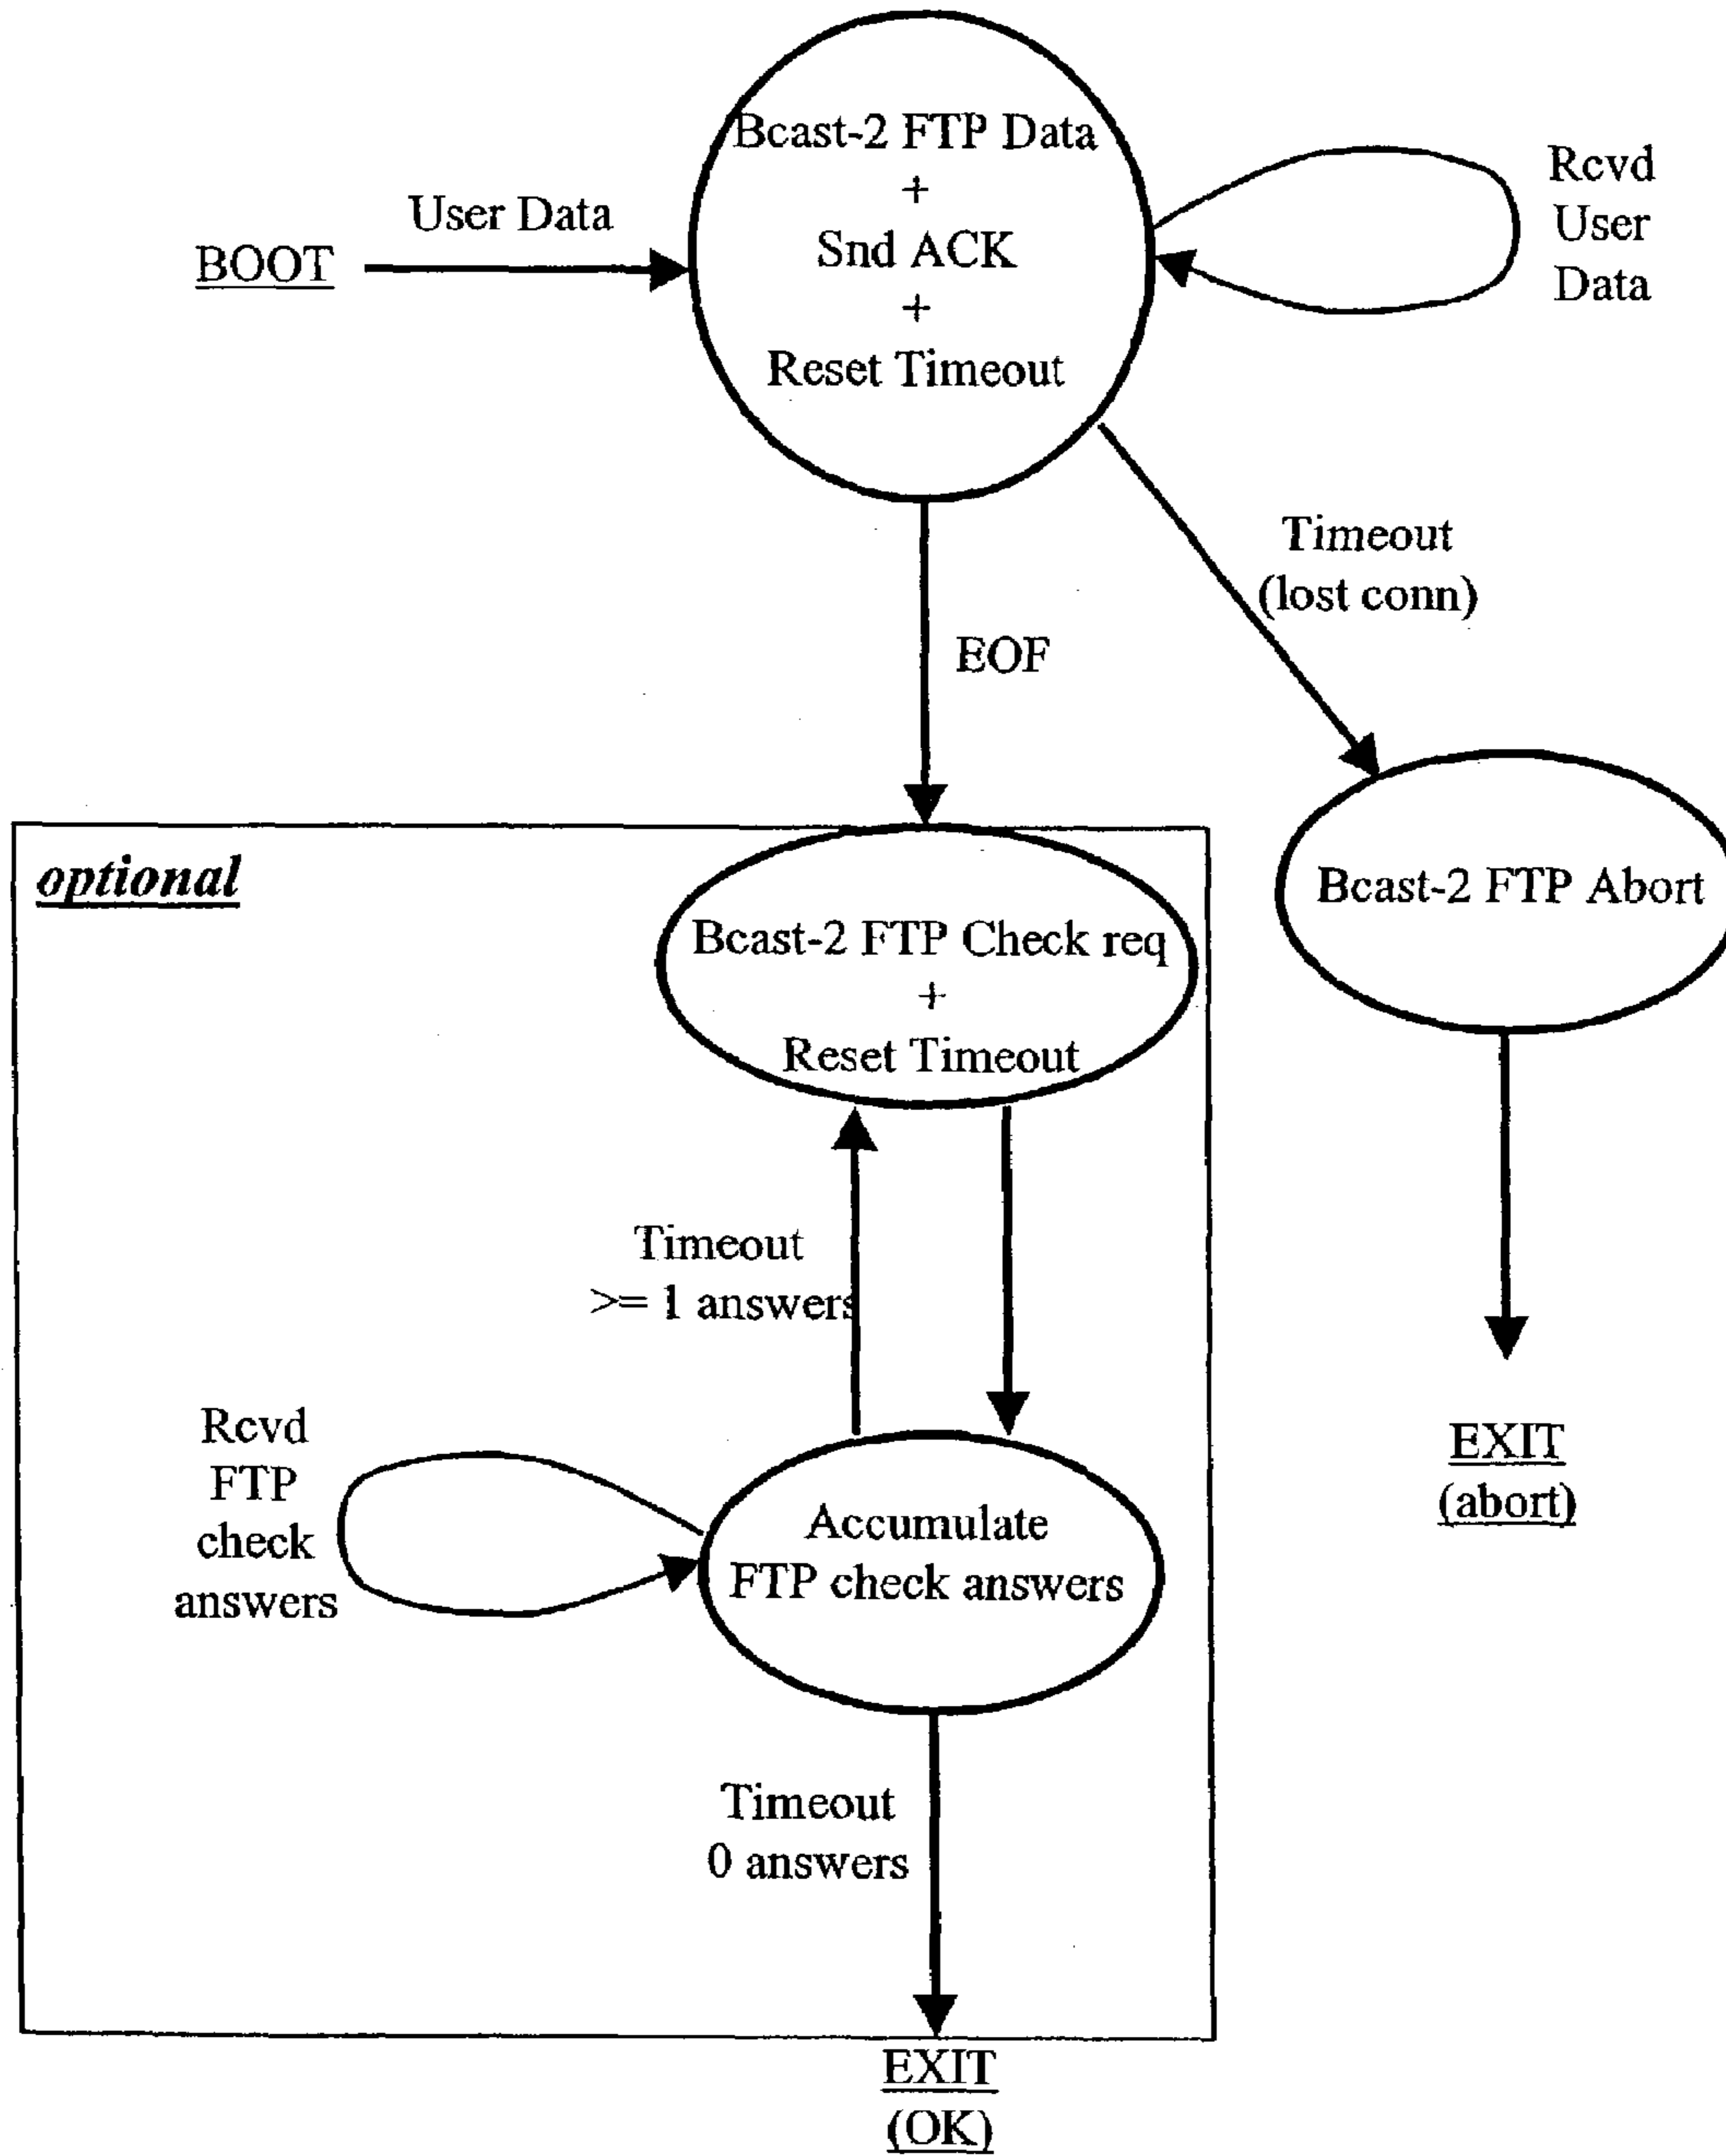 Bcast-2 FTP Data
+
Snd ACK
+
Reset Timeout
User Data
BOOT
Rcvd
User
Data
Timeout
(lost conn)
EOF
optional
Bcast-2 FTP Check req
+
Reset Timeout
Bcast-2 FTP Abort
Timeout
>= 1 answers
Rcvd
FTP
check
answers
Accumulate
FTP check answers
EXIT
(abort)
Timeout
0 answers
EXIT
(OK)